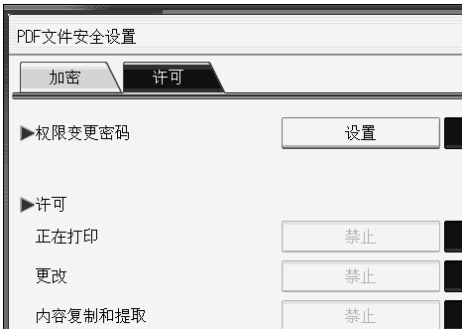 PDF文件安全设置
加密 许可
▶权限变更密码 设置
▶许可
正在打印 禁止
更改 禁止
内容复制和提取 禁止